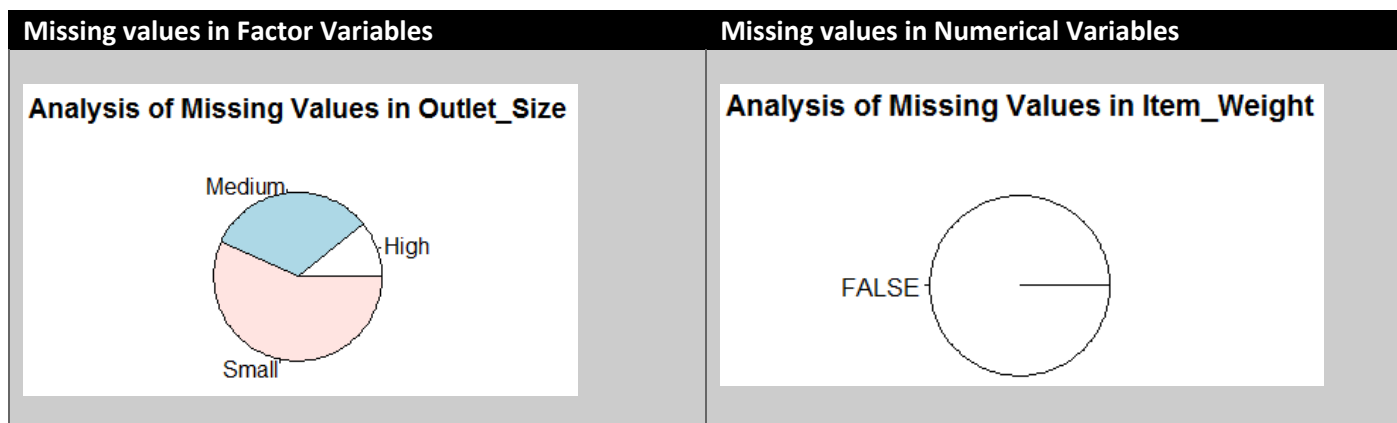 Missing values in Factor Variables
Missing values in Numerical Variables
Analysis of Missing Values in Outlet_Size
Medium
High
Small
Analysis of Missing Values in Item_Weight
FALSE